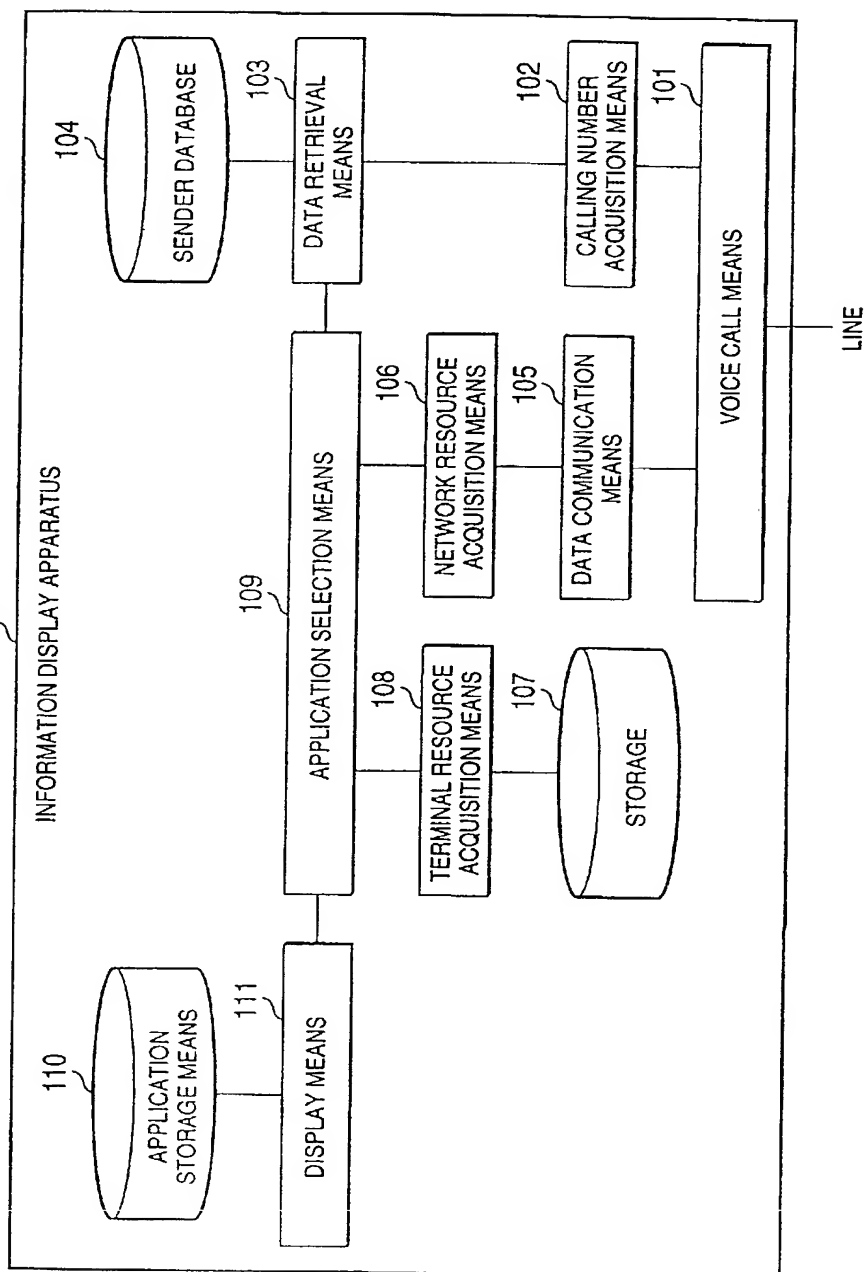 INFORMATION DISPLAY APPARATUS
110
APPLICATION
STORAGE MEANS
111
DISPLAY MEANS
109
APPLICATION SELECTION MEANS
108
TERMINAL RESOURCE
ACQUISITION MEANS
107
STORAGE
106
NETWORK RESOURCE
ACQUISITION MEANS
105
DATA COMMUNICATION
MEANS
104
SENDER DATABASE
103
DATA RETRIEVAL
MEANS
102
CALLING NUMBER
ACQUISITION MEANS
101
VOICE CALL MEANS
LINE